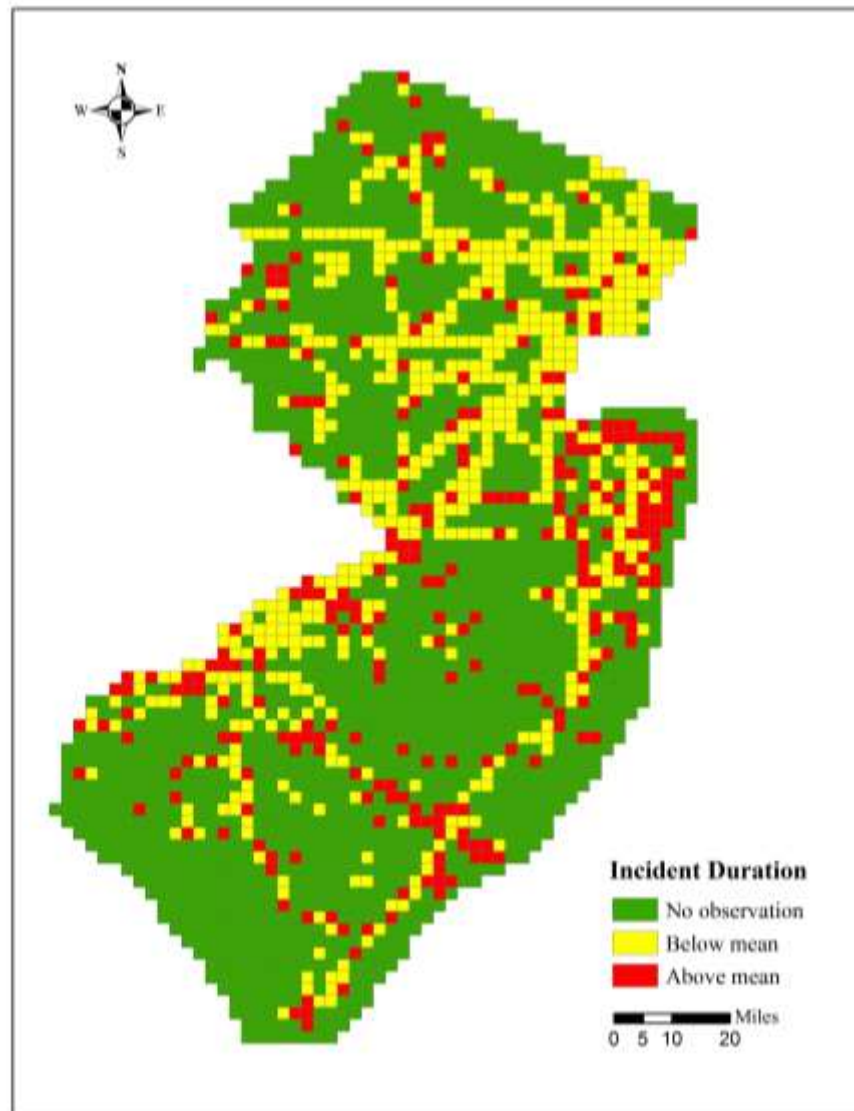 N
W E
S
Incident Duration
No observation
Below mean
Above mean
Miles
0 5 10 20